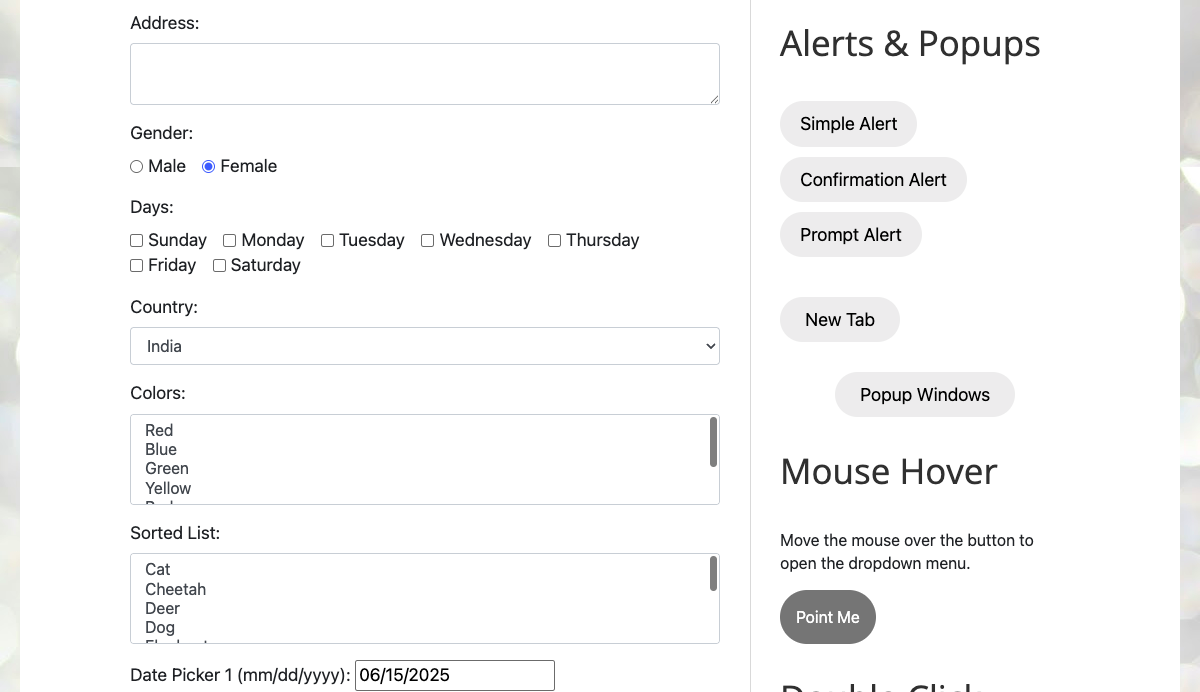 Address:
Gender:
Male Female
Days:
Sunday Monday Tuesday Wednesday Thursday
Friday Saturday
Country:
India
Colors:
Red
Blue
Green
Yellow
Sorted List:
Cat
Cheetah
Deer
Dog
Date Picker 1 (mm/dd/yyyy): 06/15/2025
Alerts & Popups
Simple Alert
Confirmation Alert
Prompt Alert
New Tab
Popup Windows
Mouse Hover
Move the mouse over the button to
open the dropdown menu.
Point Me